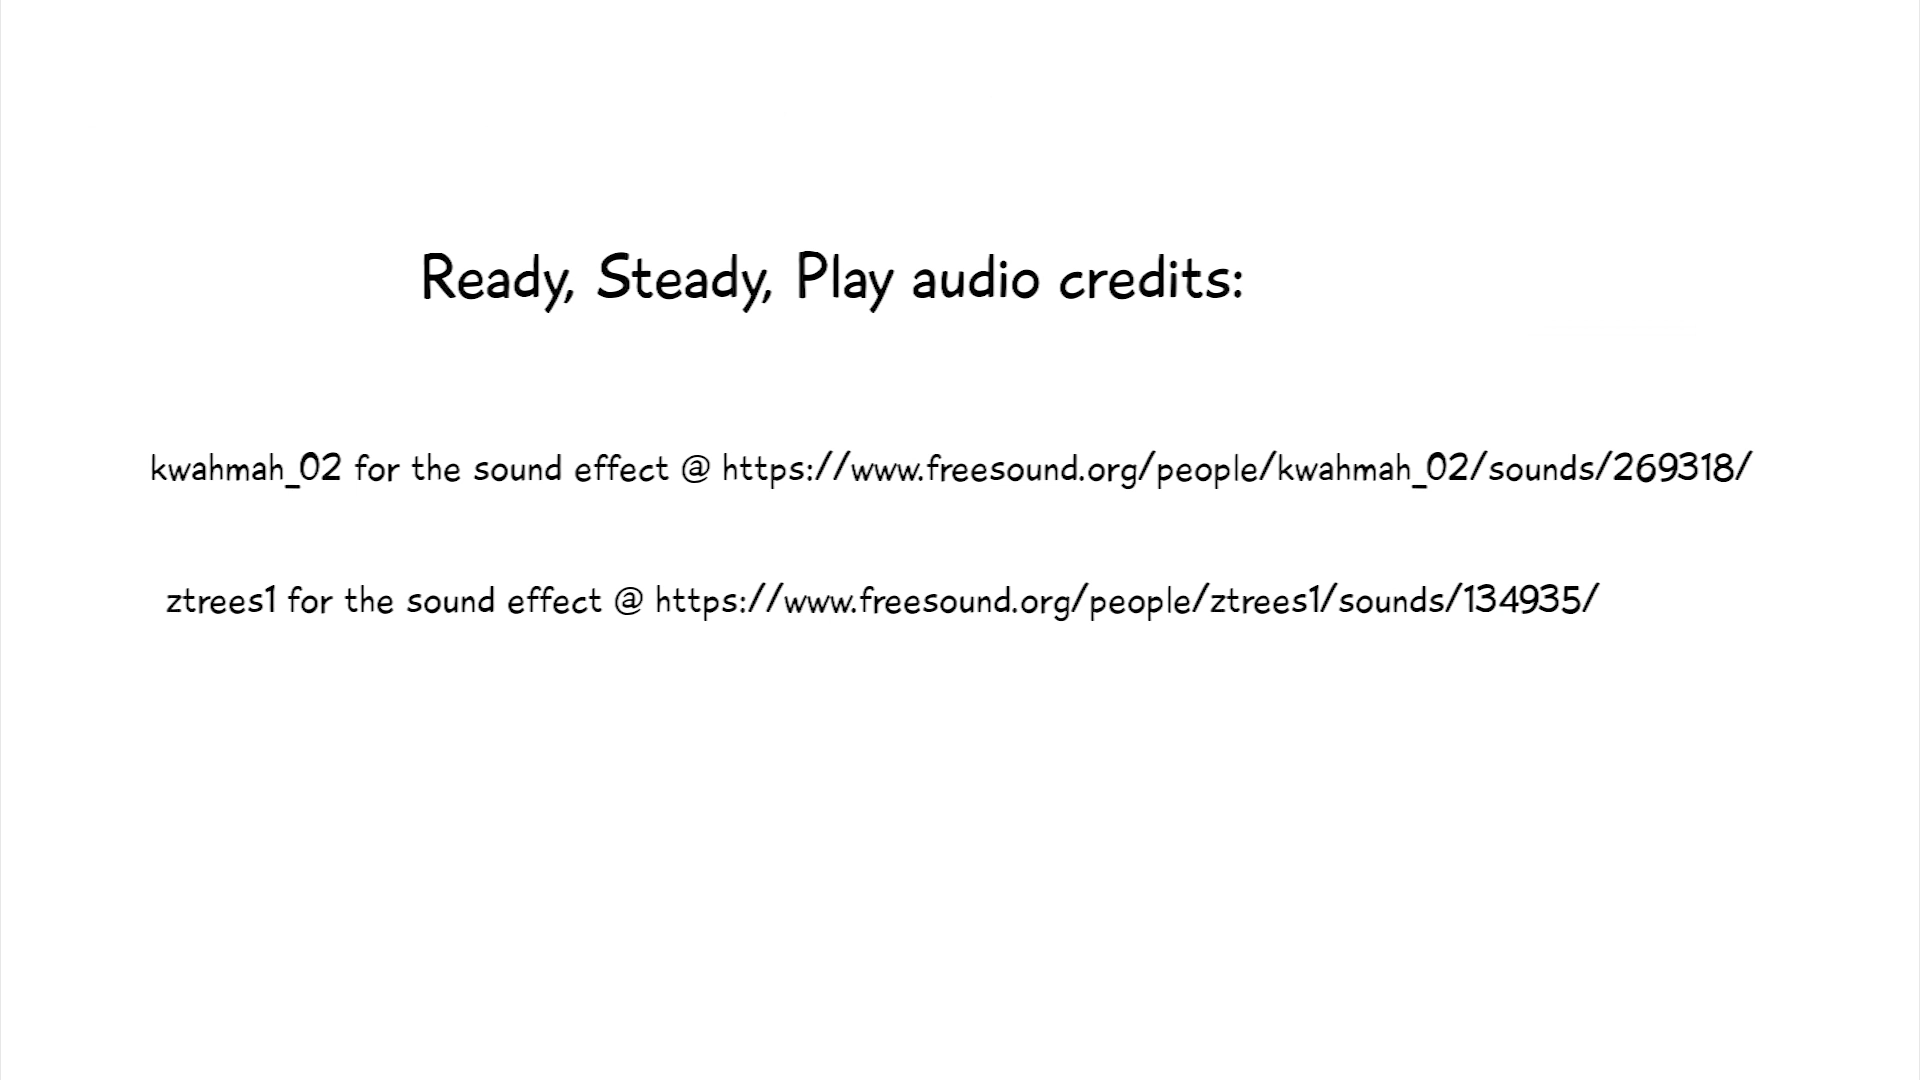 Ready, Steady, Play audio credits:
kwahmah_02 for the sound effect @ https://www.freesound.org/people/kwahmah_02/sounds/269318/
ztrees1 for the sound effect @ https://www.freesound.org/people/ztrees1/sounds/134935/